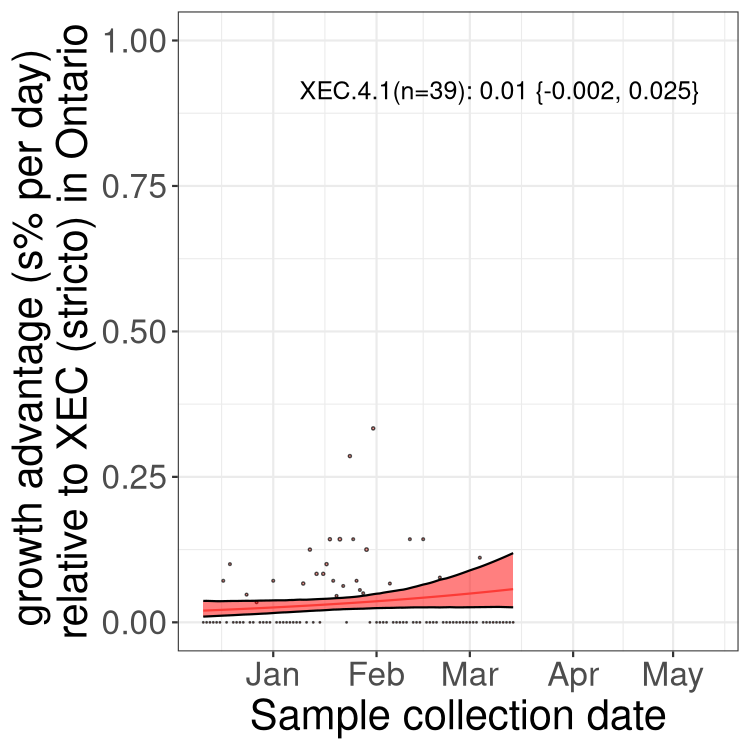 growth advantage (s% per day)
relative to XEC (stricto) in Ontario
1.00
0.75
0.50
0.25
0.00
XEC.4.1(n=39): 0.01 {-0.002, 0.025}
Jan Feb Mar Apr May
Sample collection date